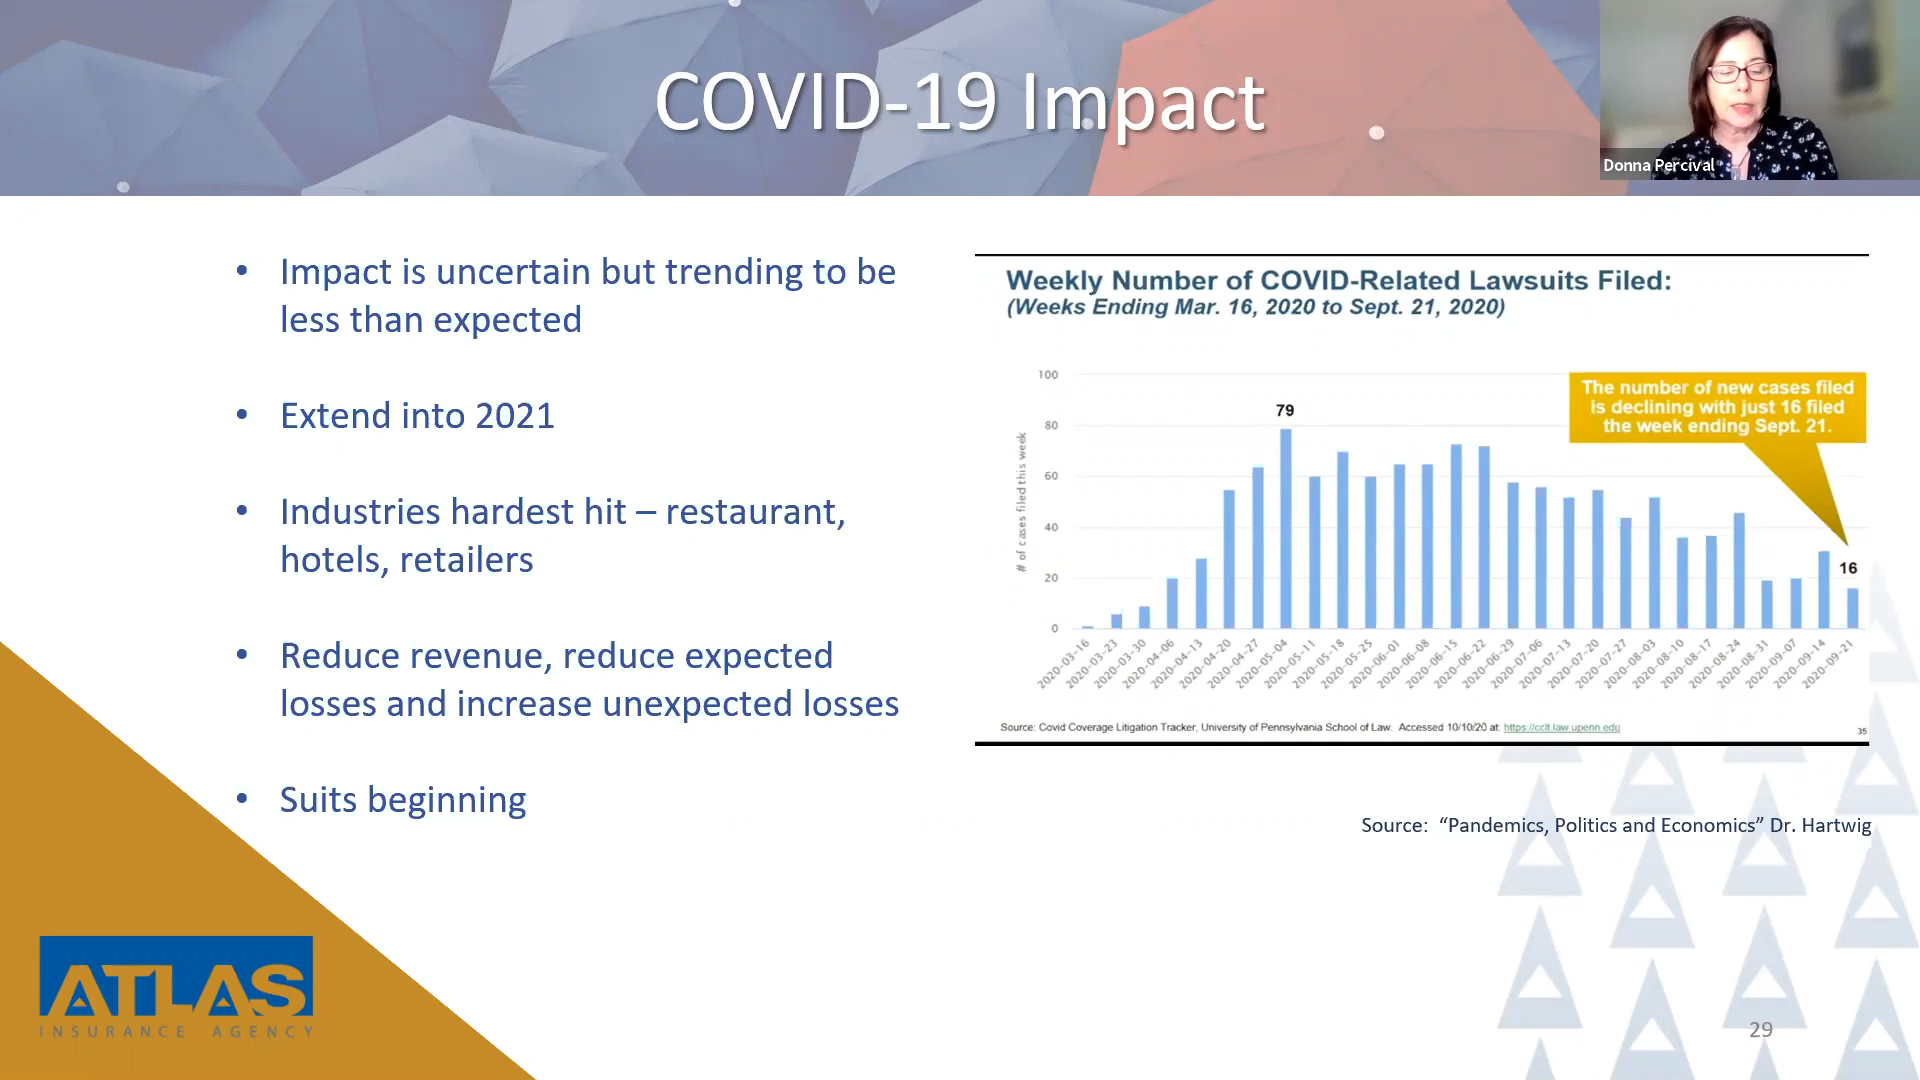 COVID-19 Impact
Donna Percival
• Impact is uncertain but trending to be
less than expected
• Extend into 2021
• Industries hardest hit – restaurant,
hotels, retailers
• Reduce revenue, reduce expected
losses and increase unexpected losses
• Suits beginning
Weekly Number of COVID-Related Lawsuits Filed:
(Weeks Ending Mar. 16, 2020 to Sept. 21, 2020)
The number of new cases filed
is declining with just 16 filed
the week ending Sept. 21.
# of cases filed this week
100
80
60
40
20
0
79
16
2020-03-16
2020-03-23
2020-03-30
2020-04-06
2020-04-13
2020-04-20
2020-04-27
2020-05-04
2020-05-11
2020-05-18
2020-05-25
2020-06-01
2020-06-08
2020-06-15
2020-06-22
2020-06-29
2020-07-06
2020-07-13
2020-07-20
2020-07-27
2020-08-03
2020-08-10
2020-08-17
2020-08-24
2020-08-31
2020-09-07
2020-09-14
2020-09-21
Source: Covid Coverage Litigation Tracker, University of Pennsylvania School of Law. Accessed 10/10/20 at: https://cclt.law.upenn.edu
35
Source: “Pandemics, Politics and Economics” Dr. Hartwig
ATLAS
INSURANCE AGENCY
29